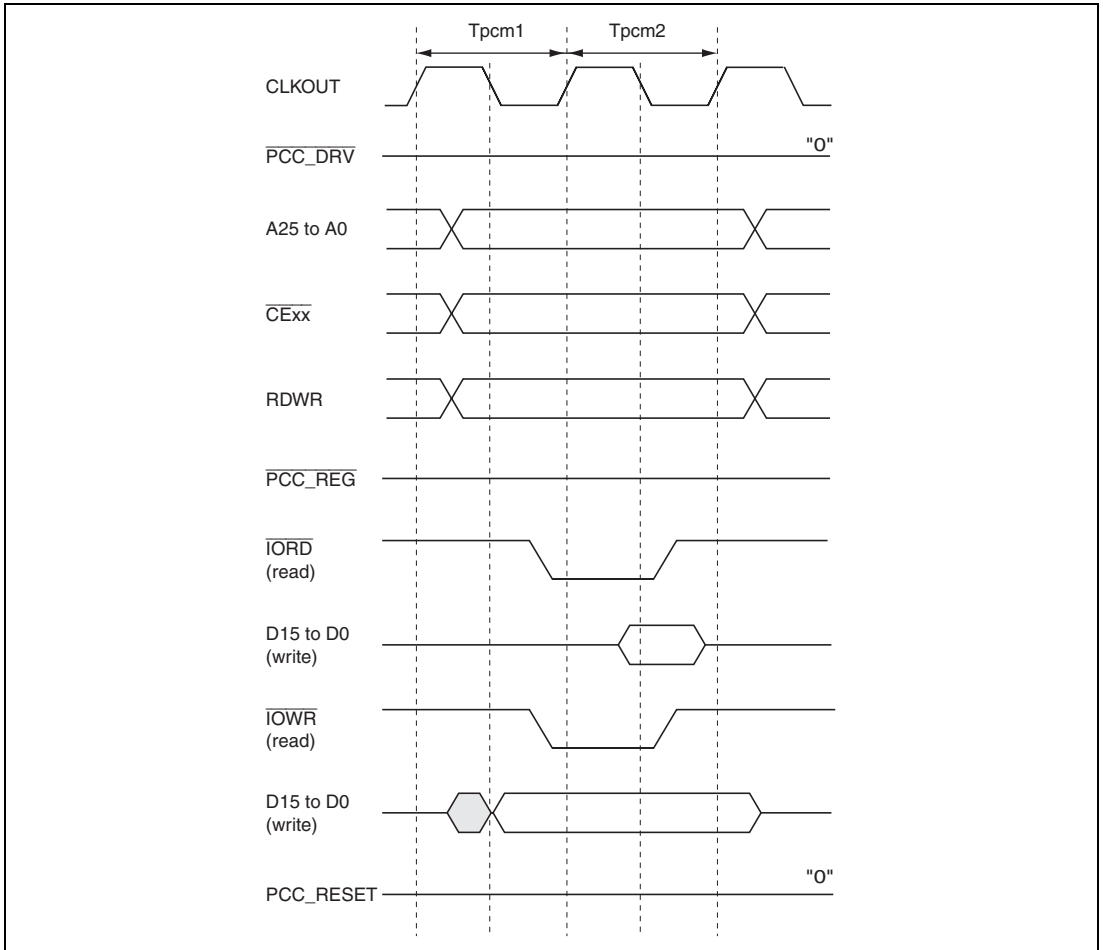 Tpcm1 Tpcm2
CLKOUT
PCC_DRV "0"
A25 to A0
CExx
RDWR
PCC_REG
IORD
(read)
D15 to D0
(write)
IOWR
(read)
D15 to D0
(write)
PCC_RESET "0"